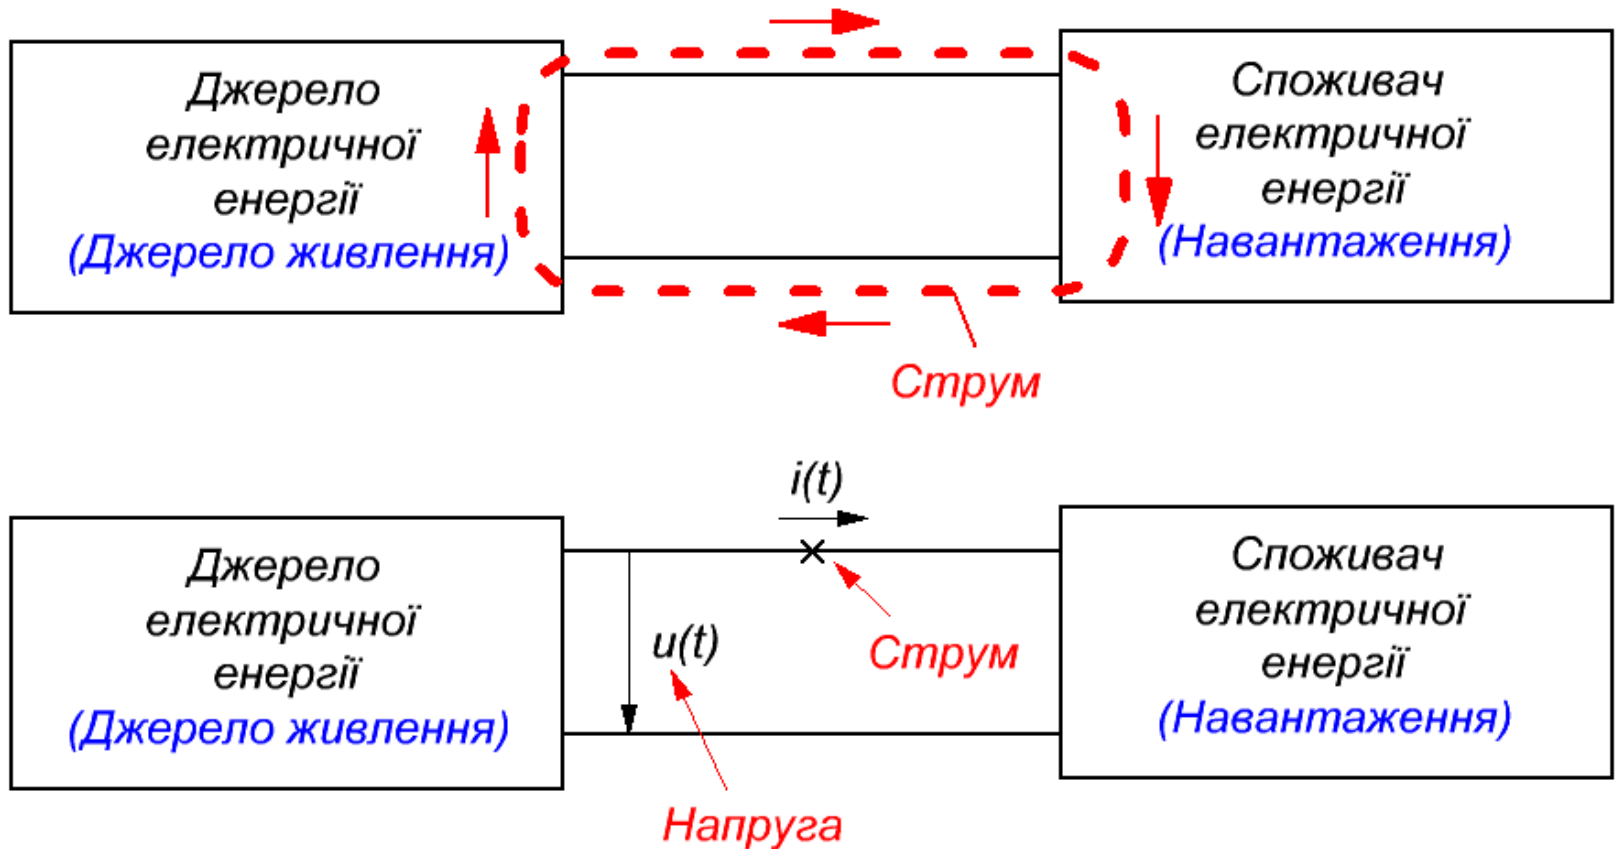 Джерело
електричної
енергії
(Джерело живлення)
Споживач
електричної
енергії
(Навантаження)
Струм
i(t)
Джерело
електричної
енергії
(Джерело живлення)
u(t)
Струм
Напруга
Споживач
електричної
енергії
(Навантаження)